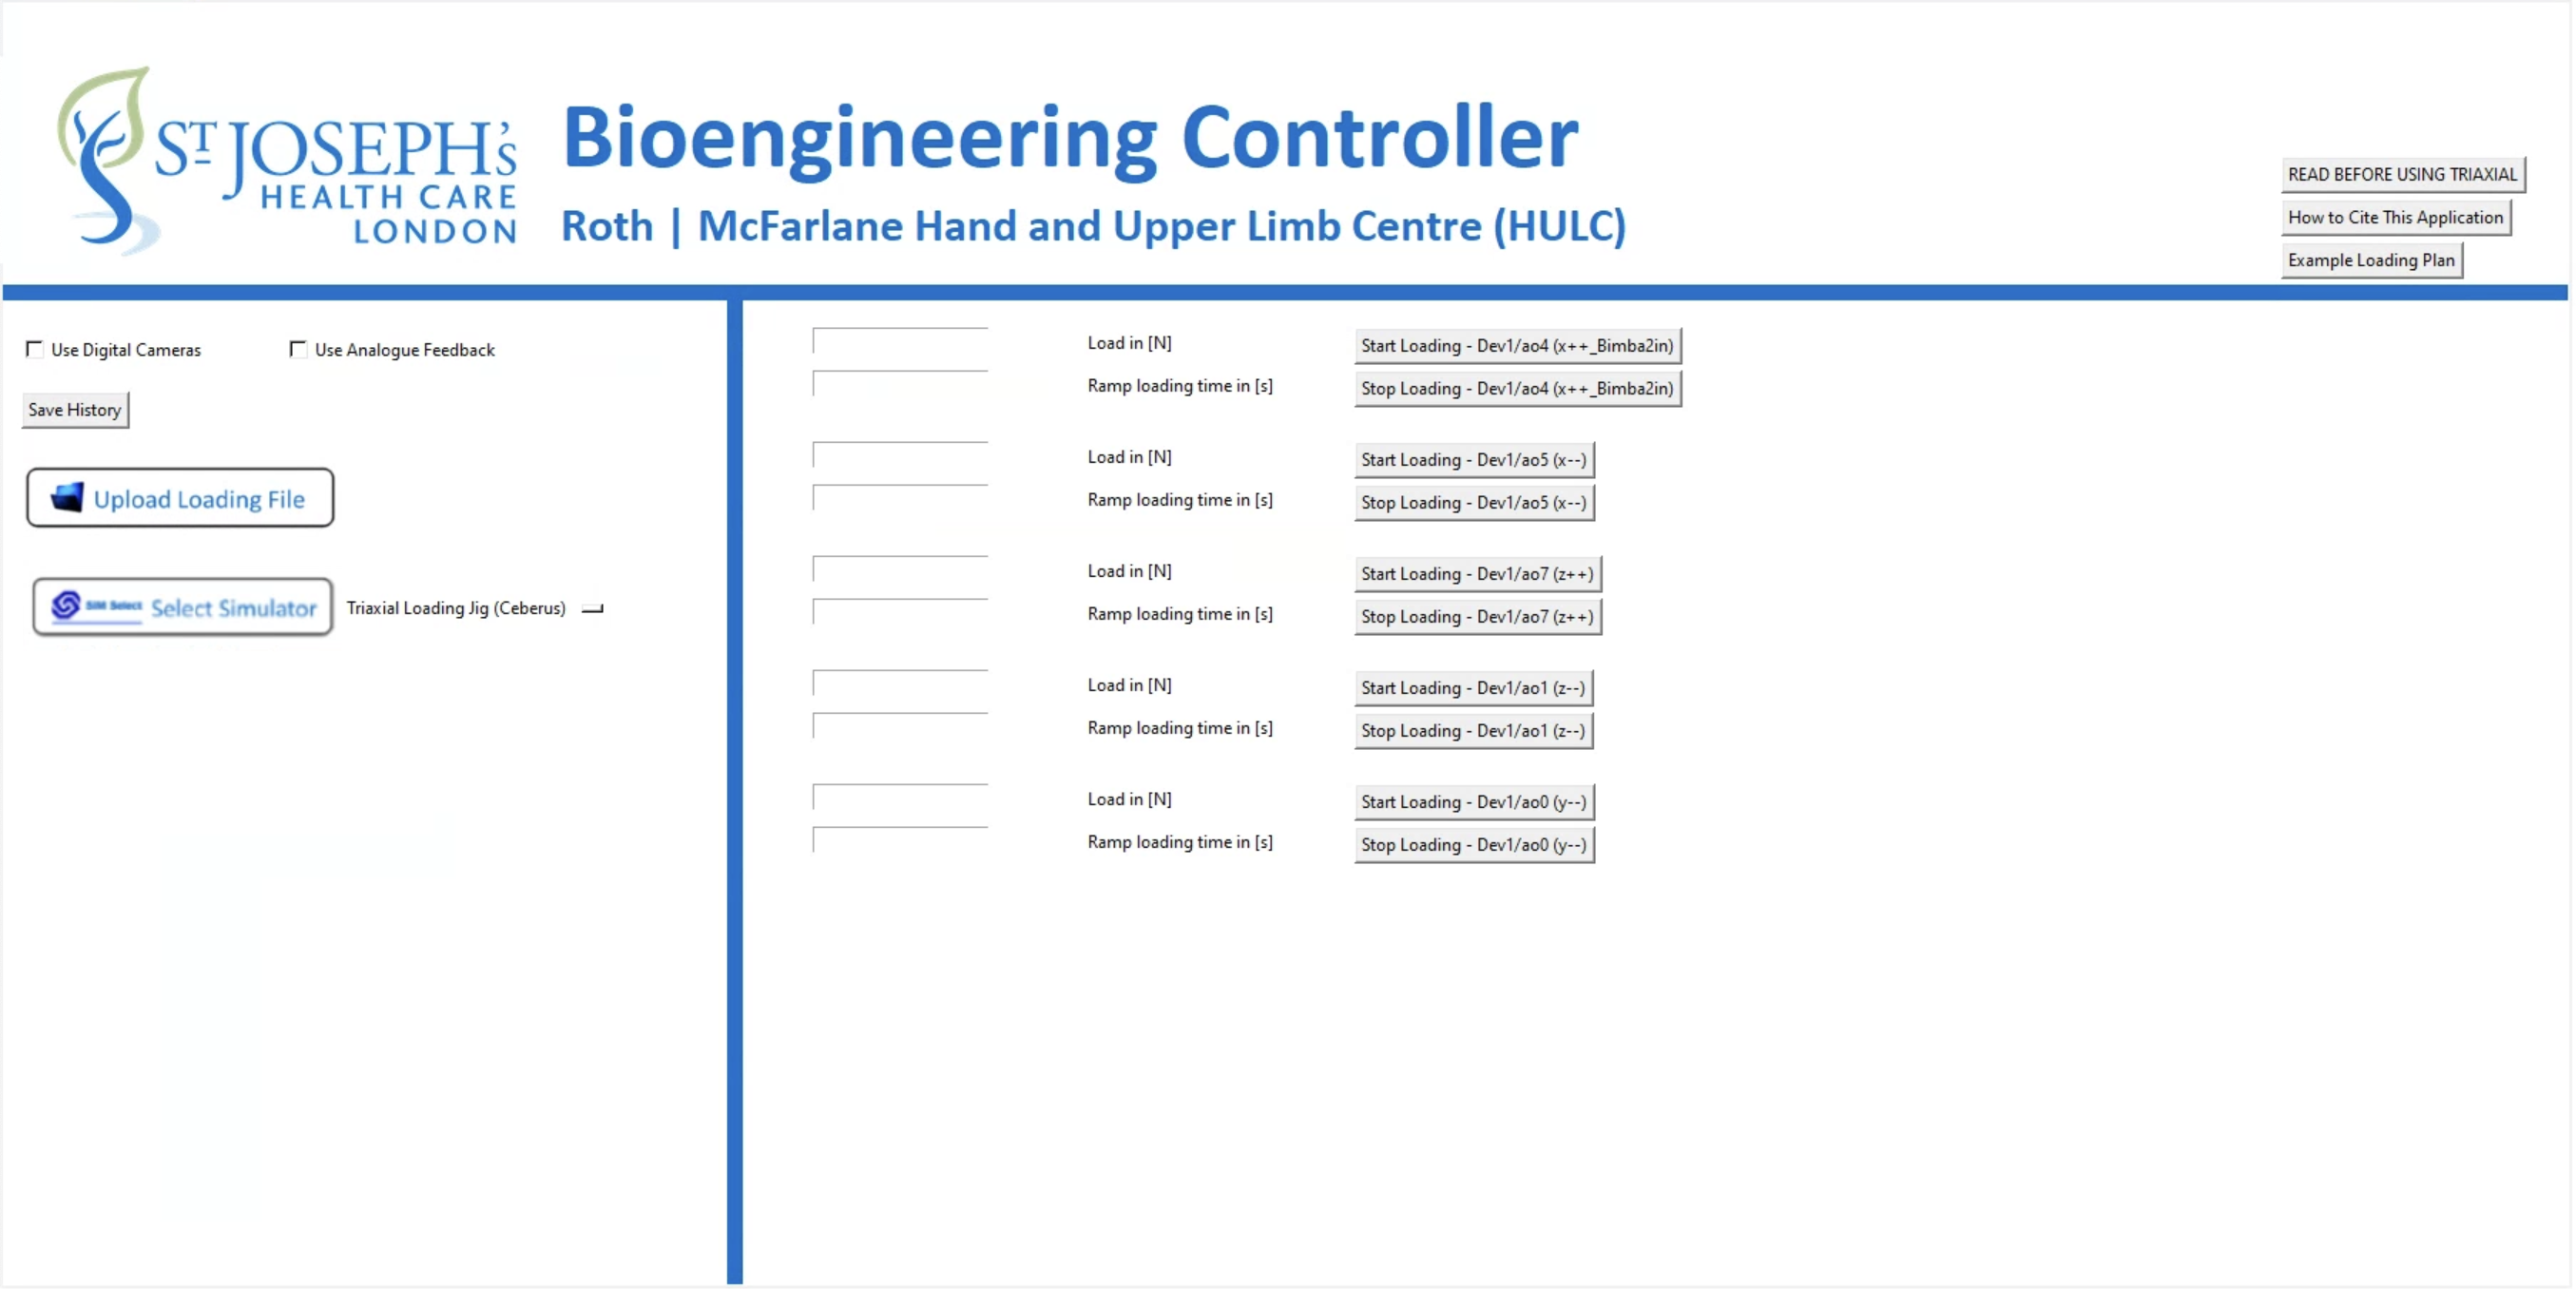 ST JOSEPH'S
HEALTH CARE
LONDON
Bioengineering Controller
Roth | McFarlane Hand and Upper Limb Centre (HULC)
READ BEFORE USING TRIAXIAL
How to Cite This Application
Example Loading Plan
Use Digital Cameras
Use Analogue Feedback
Save History
Upload Loading File
SIM Select Select Simulator
Triaxial Loading Jig (Ceberus)
Load in [N]
Start Loading - Dev1/ao4 (x++_Bimba2in)
Ramp loading time in [s]
Stop Loading - Dev1/ao4 (x++_Bimba2in)
Load in [N]
Start Loading - Dev1/ao5 (x--)
Ramp loading time in [s]
Stop Loading - Dev1/ao5 (x--)
Load in [N]
Start Loading - Dev1/ao7 (z++)
Ramp loading time in [s]
Stop Loading - Dev1/ao7 (z++)
Load in [N]
Start Loading - Dev1/ao1 (z--)
Ramp loading time in [s]
Stop Loading - Dev1/ao1 (z--)
Load in [N]
Start Loading - Dev1/ao0 (y--)
Ramp loading time in [s]
Stop Loading - Dev1/ao0 (y--)